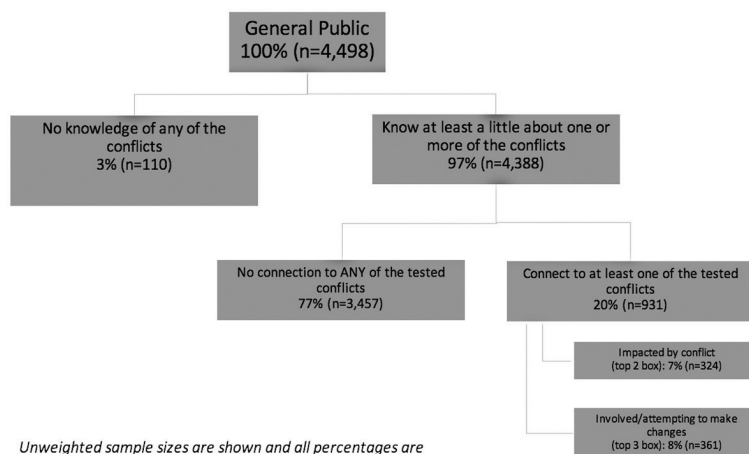 General Public
100% (n=4,498)
No knowledge of any of the
conflicts
3% (n=110)
Know at least a little about one or
more of the conflicts
97% (n=4,388)
No connection to ANY of the tested
conflicts
77% (n=3,457)
Connect to at least one of the tested
conflicts
20% (n=931)
Impacted by conflict
(top 2 box): 7% (n=324)
Involved/attempting to make
changes
(top 3 box): 8% (n=361)
Unweighted sample sizes are shown and all percentages are